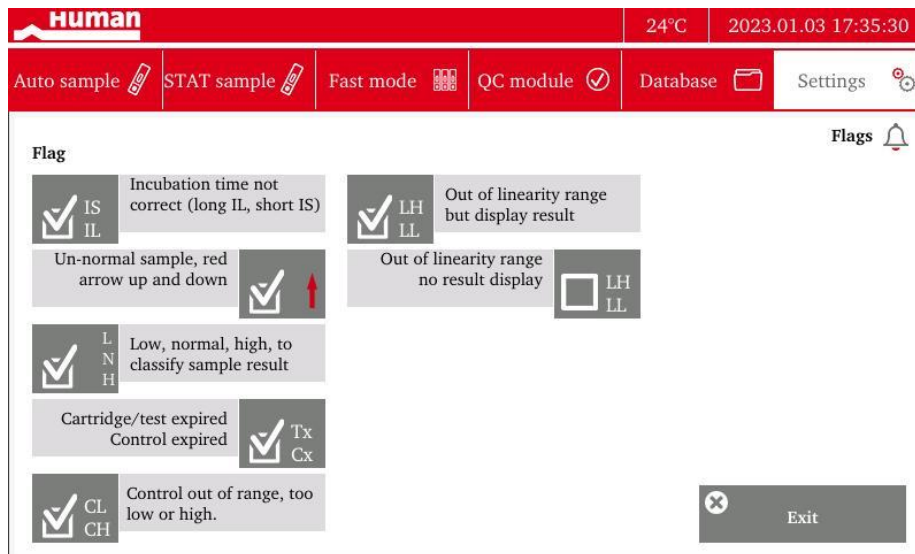 Human
24°C
2023.01.03 17:35:30
Auto sample
STAT sample
Fast mode
QC module
Database
Settings
Flags
Flag
IS
IL
Incubation time not
correct (long IL, short IS)
LH
LL
Out of linearity range
but display result
Un-normal sample, red
arrow up and down
Out of linearity range
no result display
LH
LL
L
N
H
Low, normal, high, to
classify sample result
Cartridge/test expired
Control expired
Tx
Cx
CL
CH
Control out of range, too
low or high.
Exit